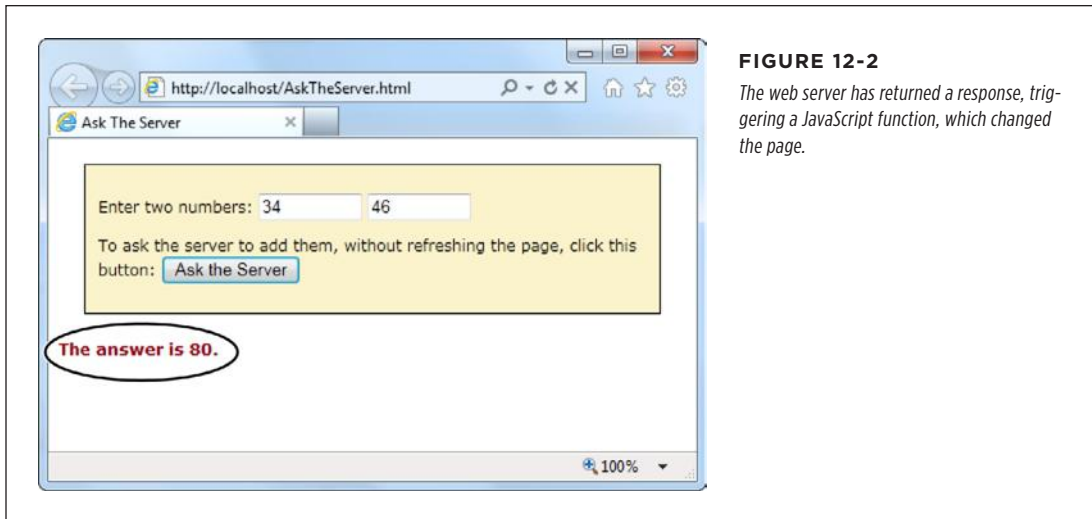 http://localhost/AskTheServer.html
Ask The Server
Enter two numbers: 34 46
To ask the server to add them, without refreshing the page, click this
button: Ask the Server
The answer is 80.
100%
FIGURE 12-2
The web server has returned a response, trig-
gering a JavaScript function, which changed
the page.